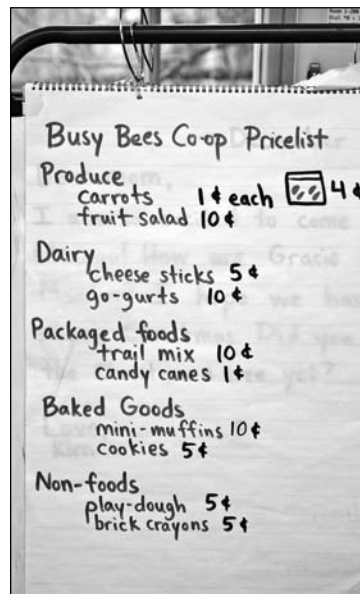 Busy Bees Co-op Pricelist
Produce
carrots 1¢ each 4¢
fruit salad 10¢
Dairy
cheese sticks 5¢
go-gurts 10¢
Packaged foods
trail mix 10¢
candy canes 1¢
Baked Goods
mini-muffins 10¢
cookies 5¢
Non-foods
play-dough 5¢
brick crayons 5¢